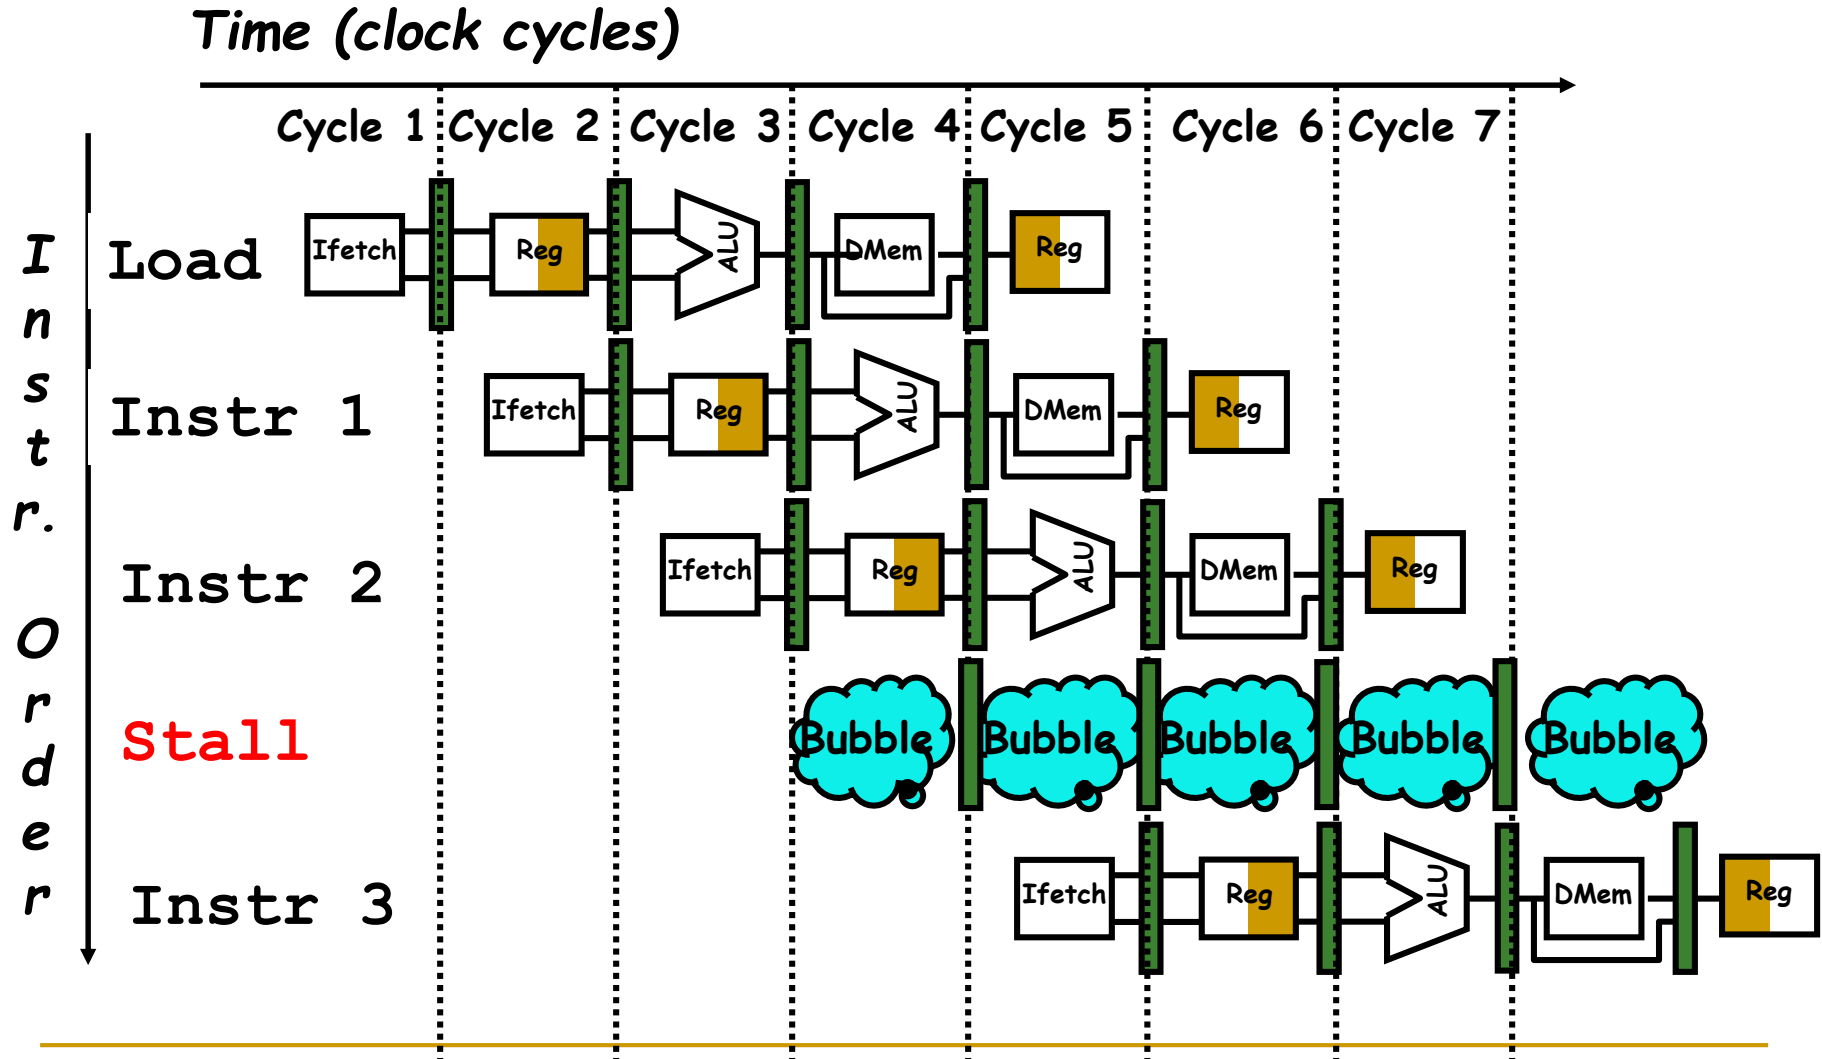 Time (clock cycles)
Cycle 1 Cycle 2 Cycle 3 Cycle 4 Cycle 5 Cycle 6 Cycle 7
Instr. Order
Load Ifetch Reg ALU DMem Reg
Instr 1 Ifetch Reg ALU DMem Reg
Instr 2 Ifetch Reg ALU DMem Reg
Stall Bubble Bubble Bubble Bubble Bubble
Instr 3 Ifetch Reg ALU DMem Reg